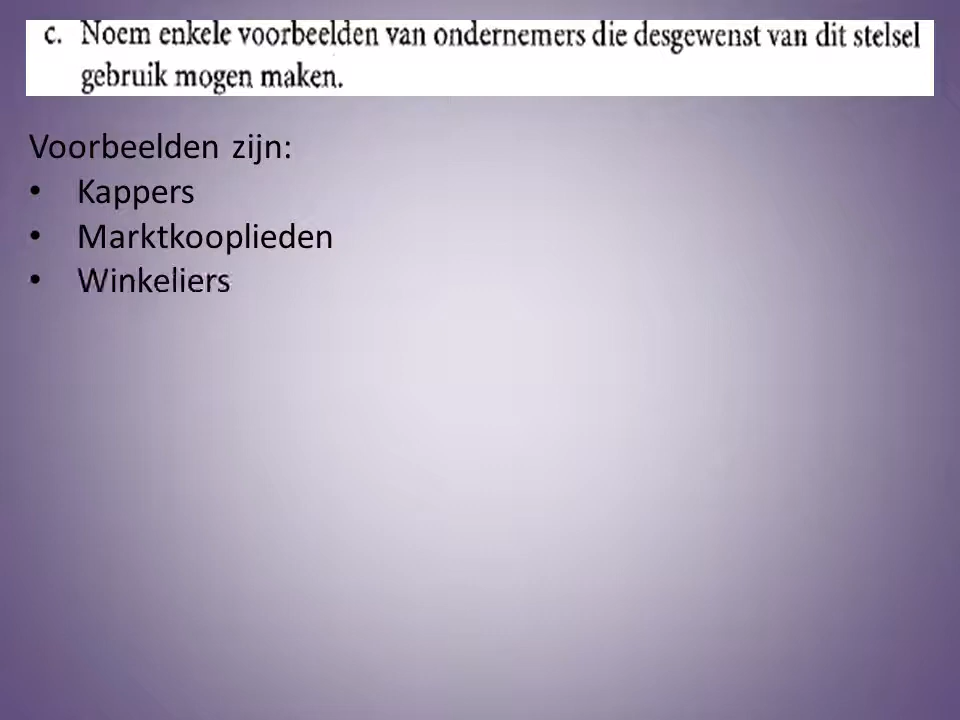 c. Noem enkele voorbeelden van ondernemers die desgewenst van dit stelsel
gebruik mogen maken.
Voorbeelden zijn:
• Kappers
• Marktkooplieden
• Winkeliers